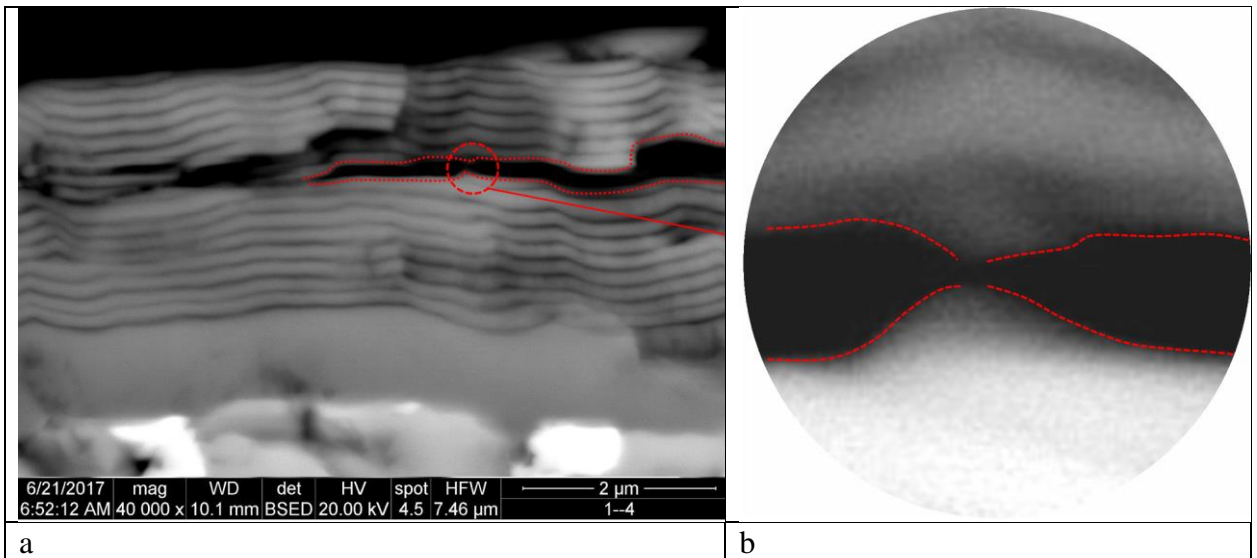 6/21/2017 mag WD det HV spot HFW 2 µm
6:52:12 AM 40 000 x 10.1 mm BSED 20.00 kV 4.5 7.46 µm 1--4
a b